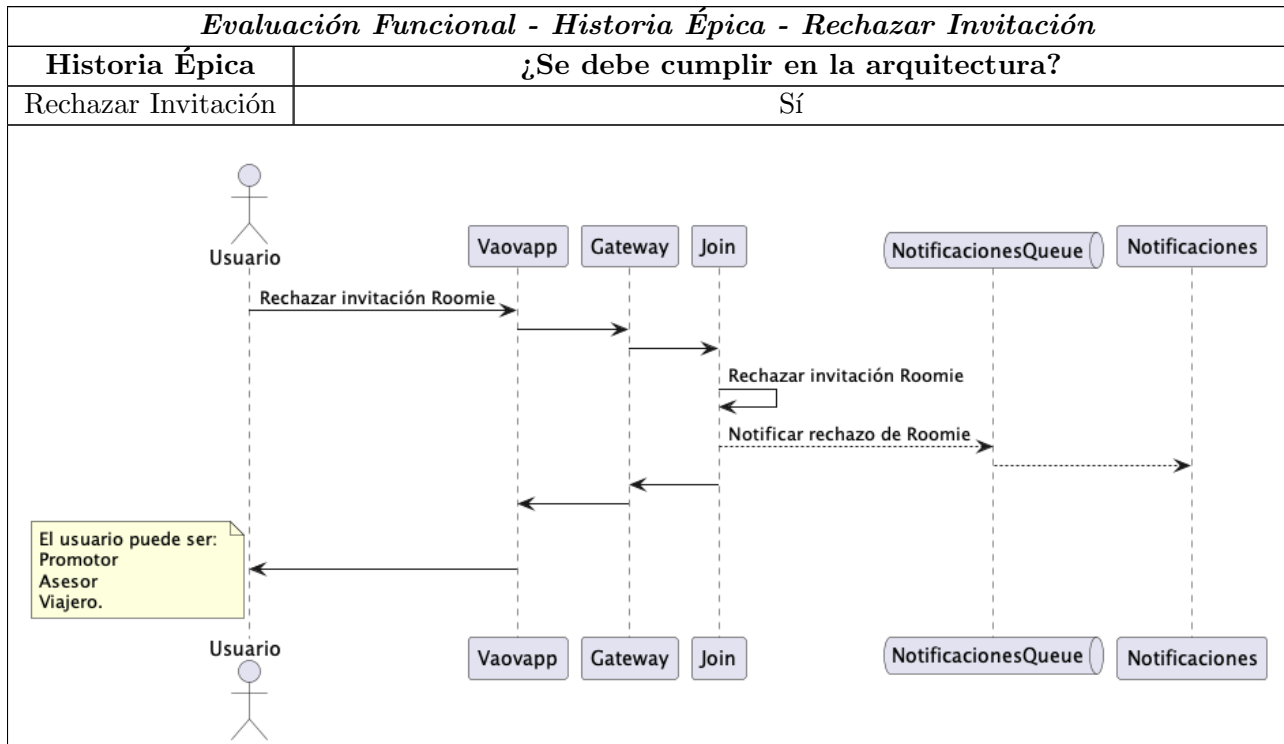 Evaluación Funcional - Historia Épica - Rechazar Invitación
Historia Épica ¿Se debe cumplir en la arquitectura?
Rechazar Invitación Sí
Usuario Vaovapp Gateway Join NotificacionesQueue Notificaciones
Rechazar invitación Roomie
Rechazar invitación Roomie
Notificar rechazo de Roomie
El usuario puede ser:
Promotor
Asesor
Viajero.
Usuario Vaovapp Gateway Join NotificacionesQueue Notificaciones